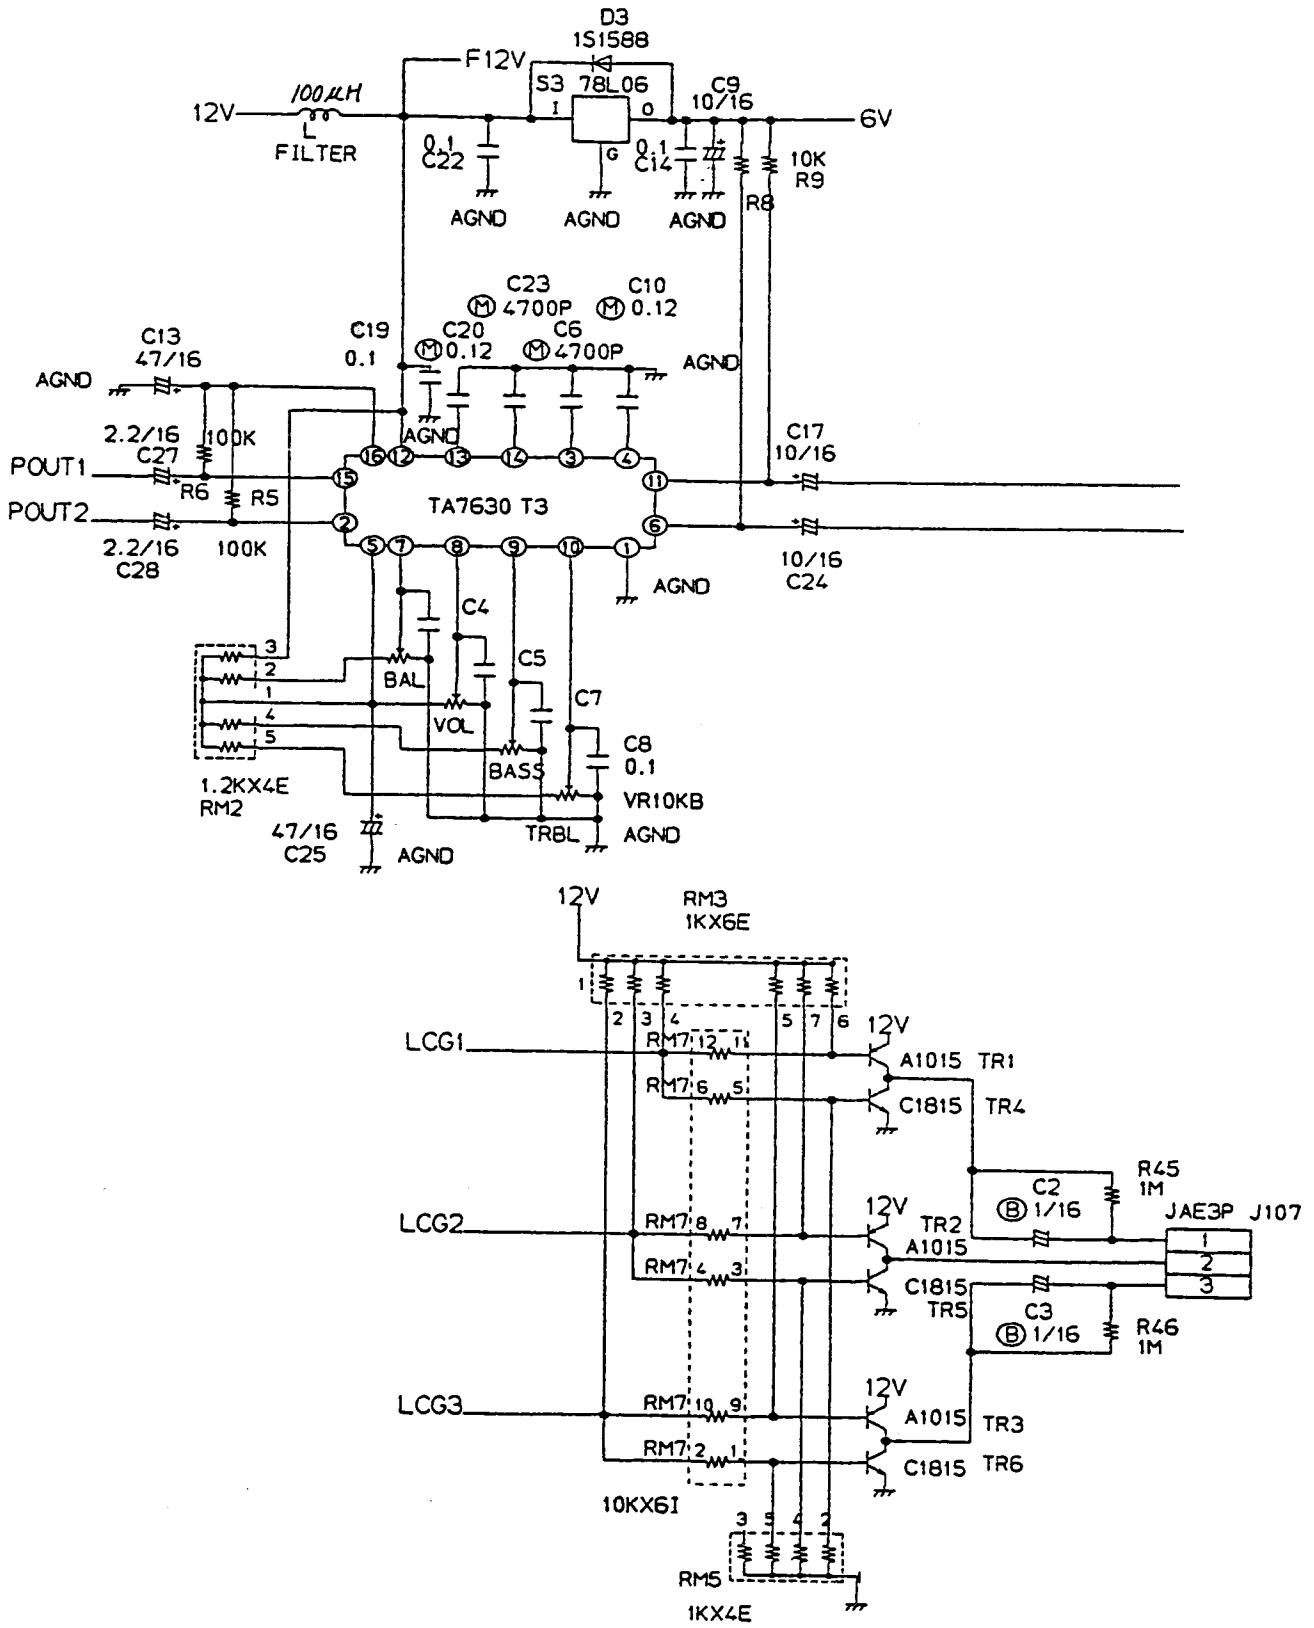 D3
1S1588
F12V
S3 78L06
C9
10/16
100µH
12V
I
O
6V
L
FILTER
0.1
C22
G
0.1
C14
10K
R9
R8
AGND
AGND
AGND
C23
M 4700P
C10
M 0.12
C13
47/16
C19
0.1
C20
M 0.12
C6
M 4700P
AGND
AGND
2.2/16
C27
100K
AGND
C17
10/16
16
12
13
14
3
4
POUT1
R6
R5
15
11
TA7630 T3
POUT2
2
6
2.2/16
C28
100K
5
7
8
9
10
1
10/16
C24
AGND
C4
3
2
BAL
C5
1
VOL
C7
4
5
BASS
C8
0.1
1.2KX4E
RM2
VR10KB
47/16
C25
AGND
TRBL
AGND
12V
RM3
1KX6E
1
2
3
4
5
7
6
12V
LCG1
RM7 12 11
A1015 TR1
RM7 6 5
C1815 TR4
R45
1M
C2
B 1/16
JAE3P J107
12V
LCG2
RM7 8 7
TR2
A1015
1
2
3
RM7 4 3
C1815
TR5
C3
B 1/16
R46
1M
12V
LCG3
RM7 10 9
A1015 TR3
RM7 2 1
C1815 TR6
10KX6I
3
5
4
2
RM5
1KX4E